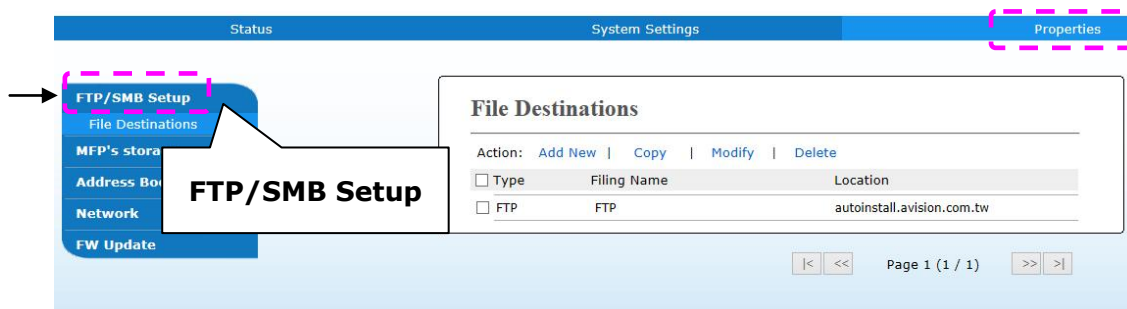 Status System Settings Properties
FTP/SMB Setup
File Destinations
MFP's stora
Address Bo
Network
FW Update
FTP/SMB Setup
File Destinations
Action: Add New | Copy | Modify | Delete
Type Filing Name Location
FTP FTP autoinstall.avision.com.tw
|< << Page 1 (1 / 1) >> >|